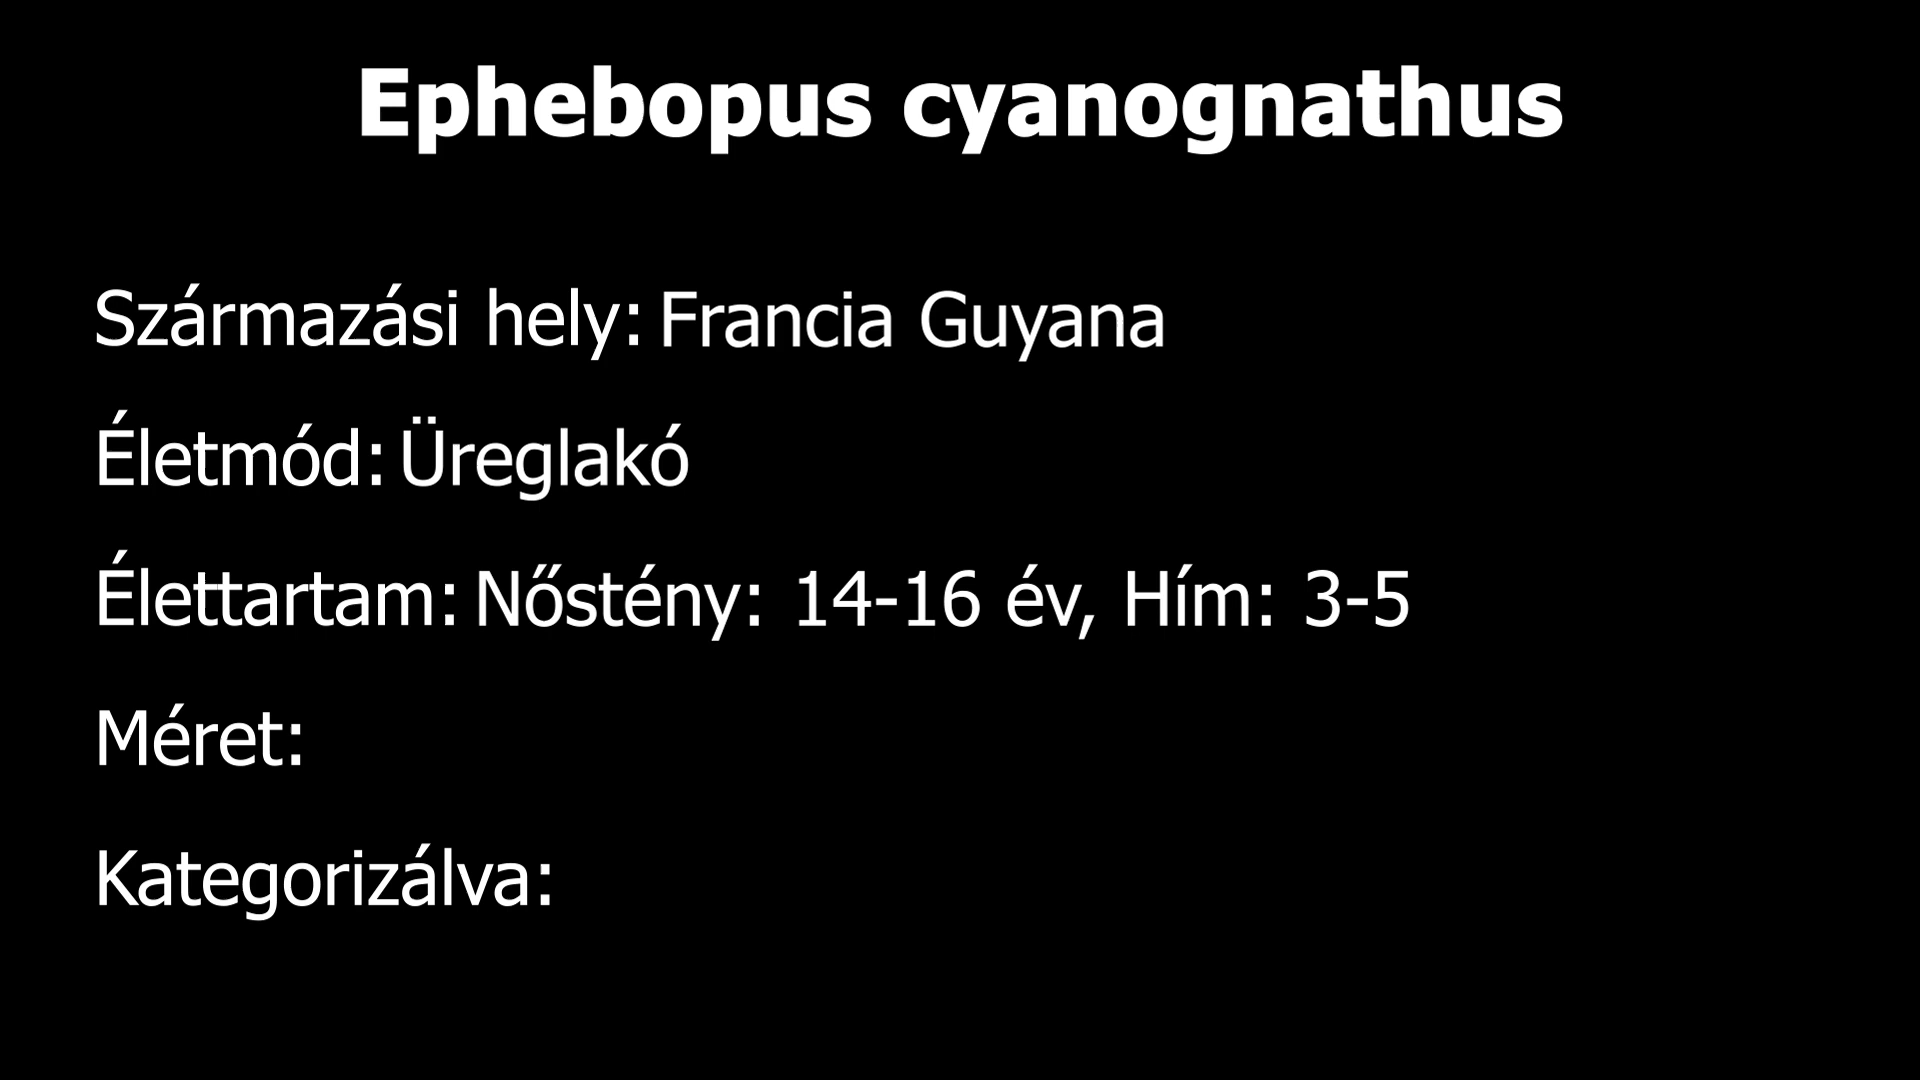 Ephebopus cyanognathus
Származási hely: Francia Guyana
Életmód: Üreglakó
Élettartam: Nőstény: 14-16 év, Hím: 3-5
Méret:
Kategorizálva: